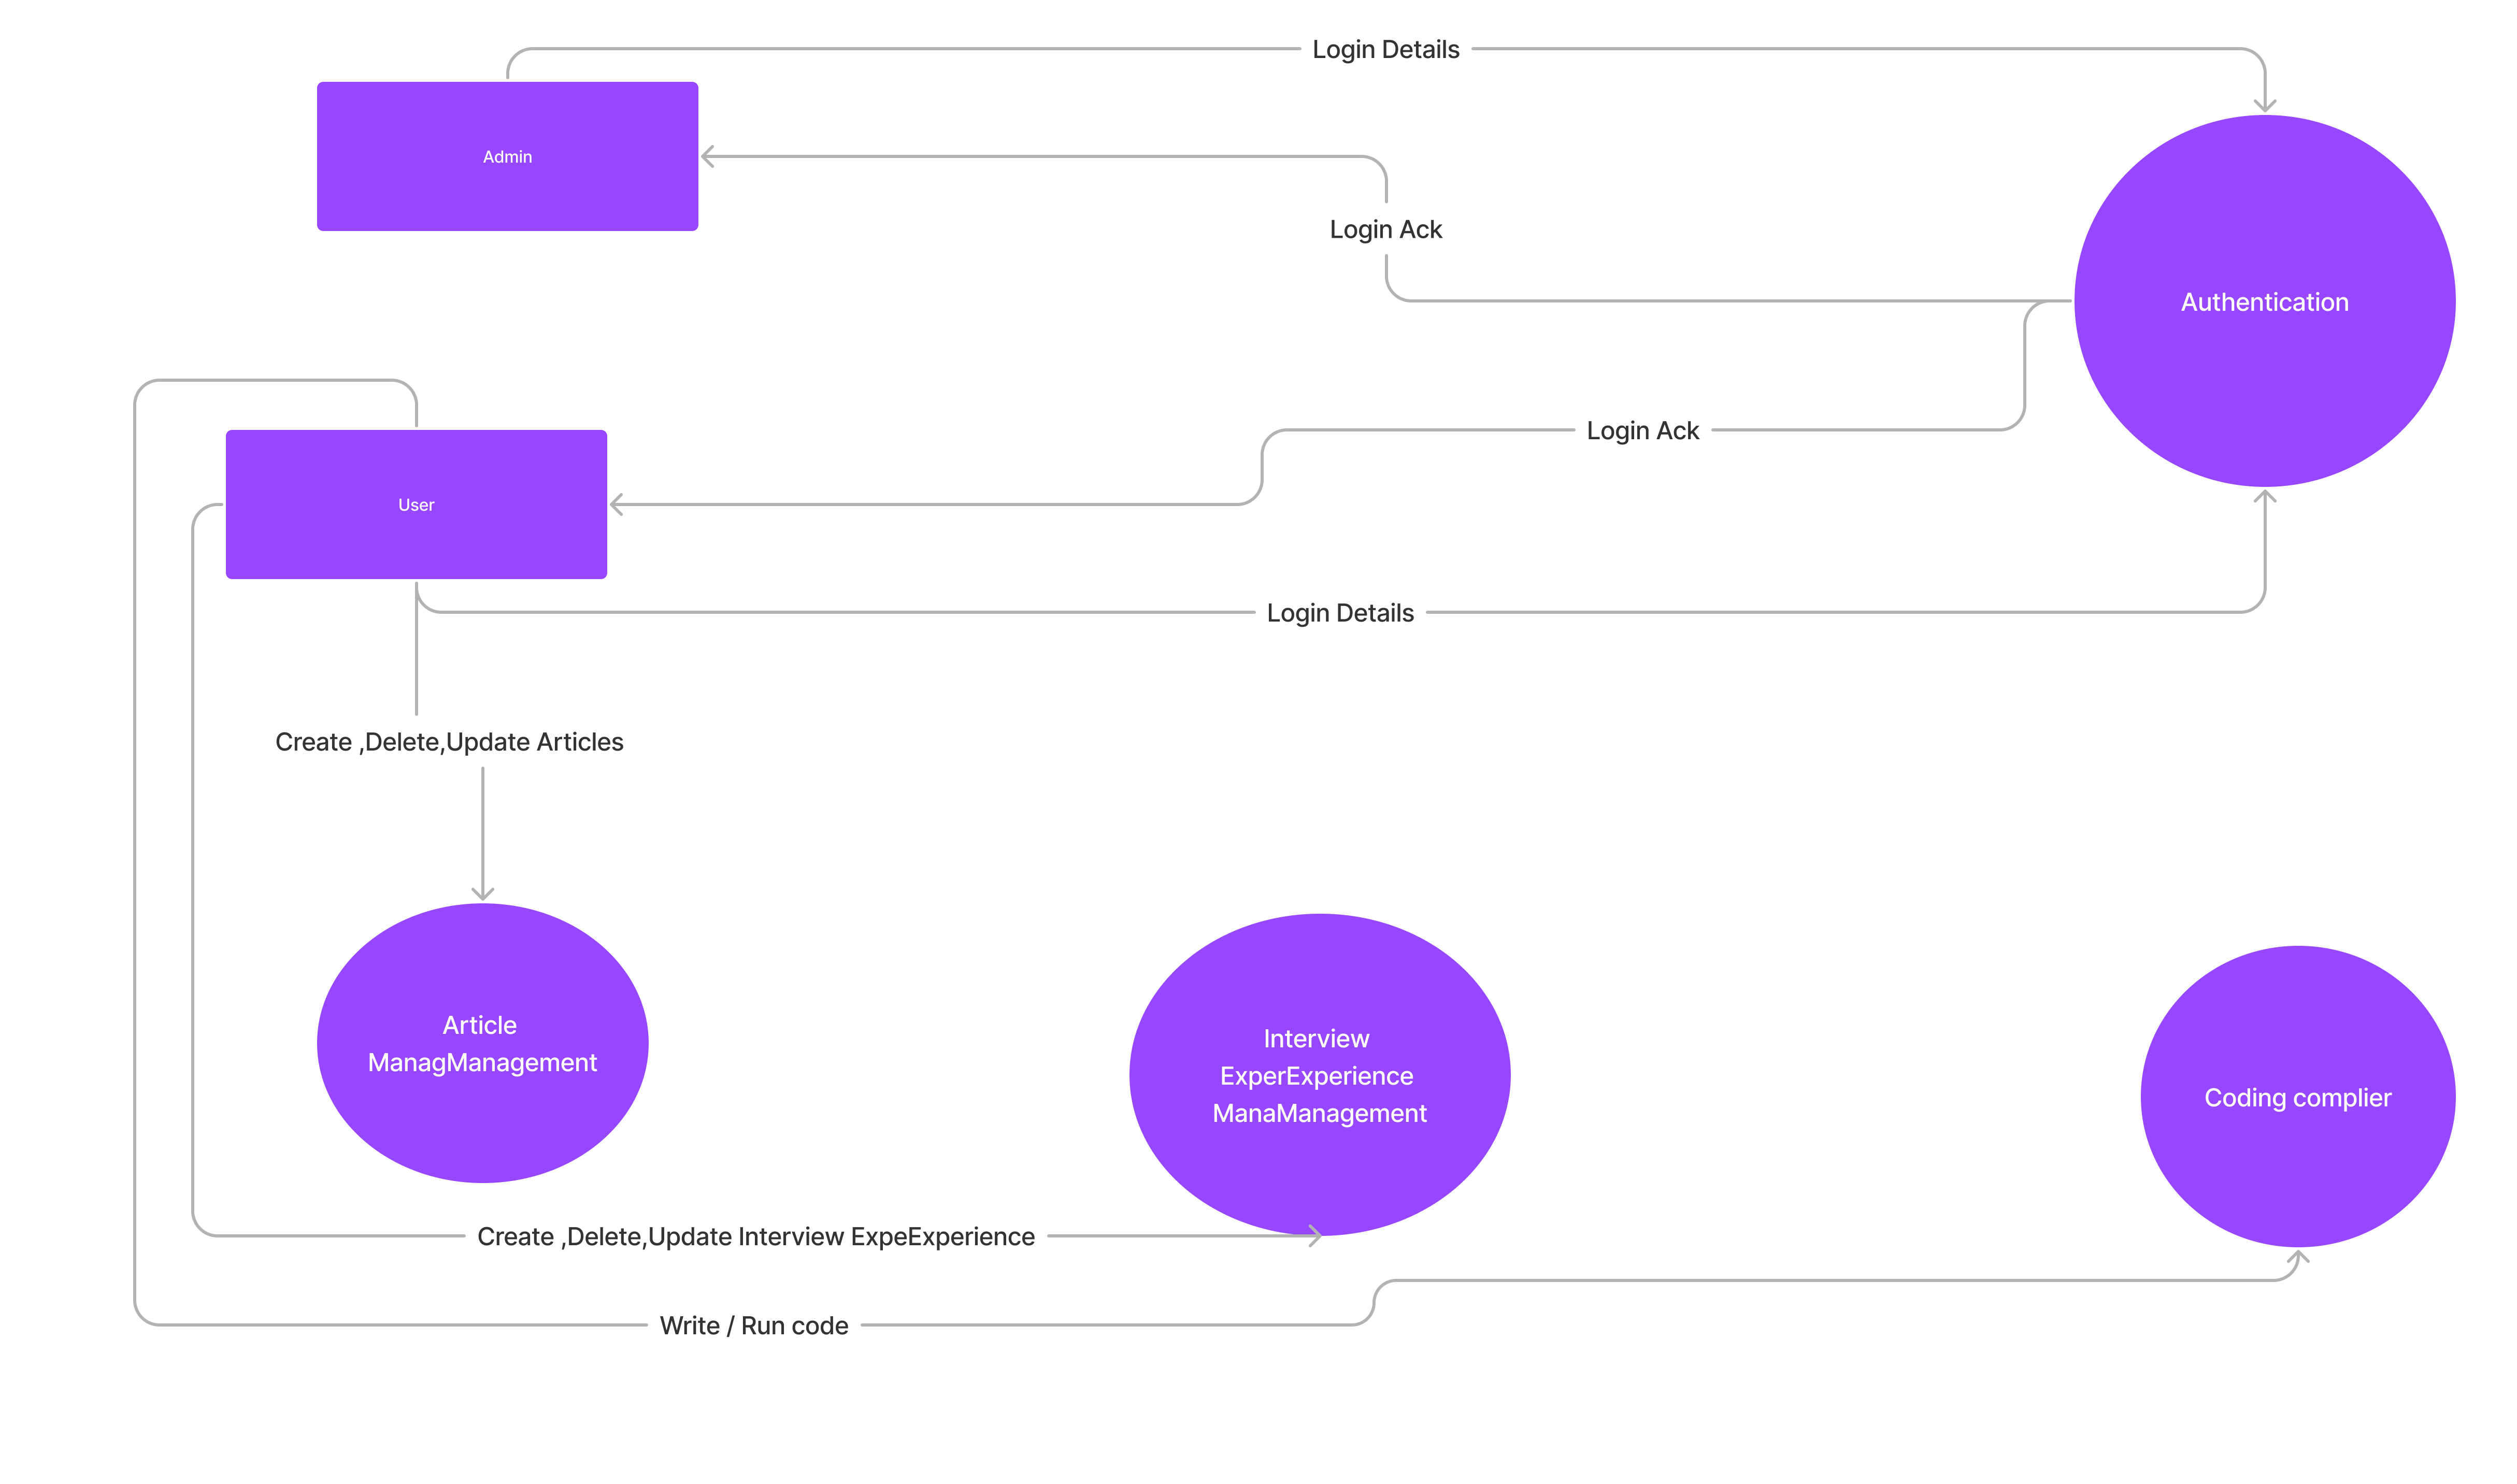 Login Details
Admin
Login Ack
Authentication
Login Ack
User
Login Details
Create ,Delete,Update Articles
Article
ManagManagement
Interview
ExperExperience
ManaManagement
Coding complier
Create ,Delete,Update Interview ExpeExperience
Write / Run code